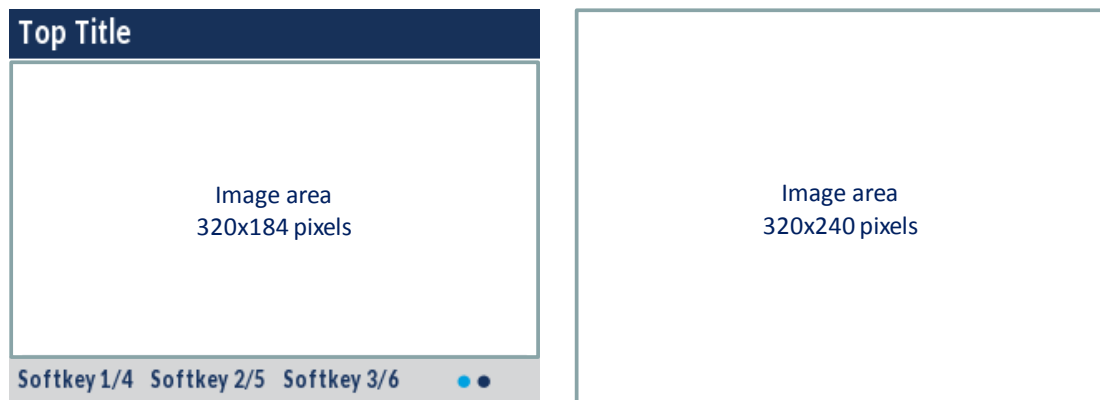 Top Title
Image area
320x184 pixels
Softkey 1/4 Softkey 2/5 Softkey 3/6
Image area
320x240 pixels